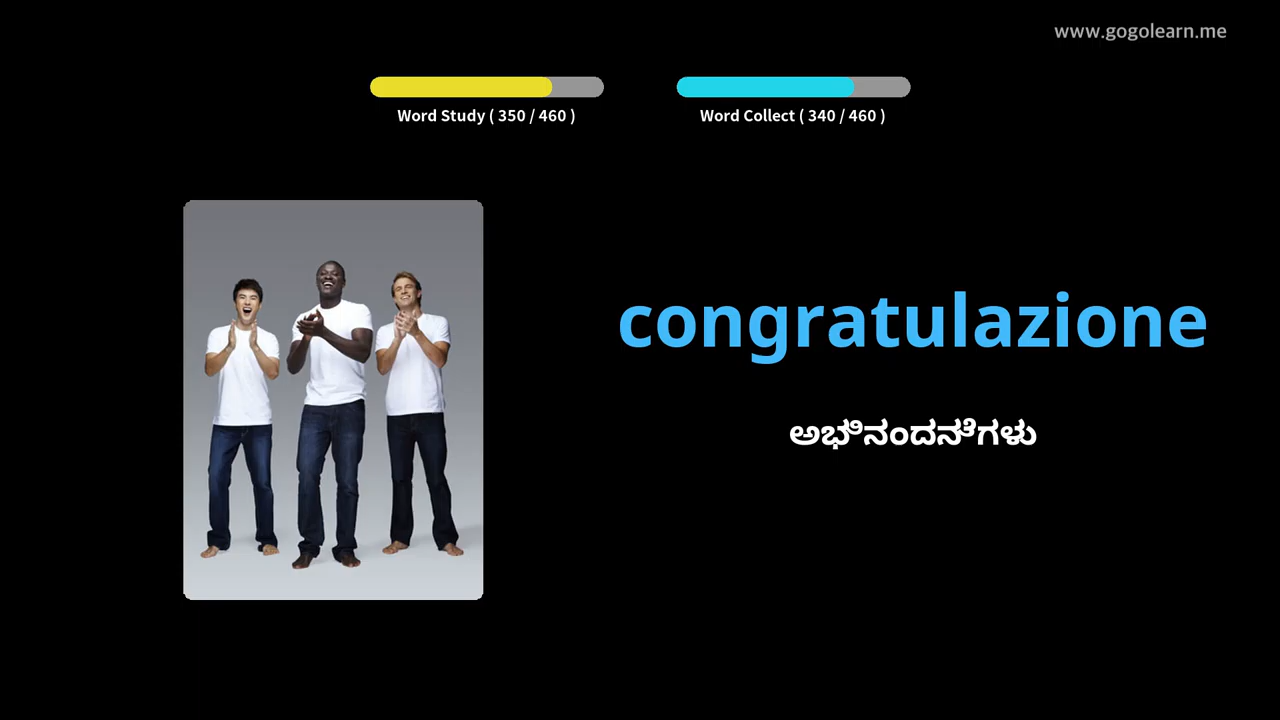 www.gogolearn.me
Word Study ( 350 / 460 )
Word Collect ( 340 / 460 )
congratulazione
ಅಭಿನಂದನೆಗಳು